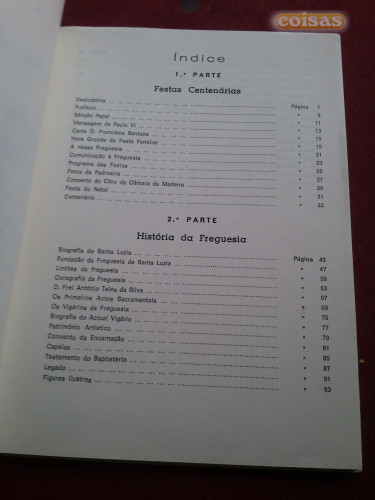 coisas
Índice
1.ª PARTE
Festas Centenárias
Dedicatória ... Página 7
Prefácio ... » 9
Bênção Papal ... » 11
Mensagem de Paulo VI ... » 13
Carta D. Francisco Santana ... » 15
Hora Grande da Festa Familiar ... » 19
A nossa Freguesia ... » 21
Comunicação à Freguesia ... » 23
Programa das Festas ... » 25
Festa da Padroeira ... » 27
Concerto do Côro da Câmara da Madeira ... » 30
Festa do Natal ... » 31
Centenário ... » 33
2.ª PARTE
História da Freguesia
Biografia de Santa Luzia ... Página 43
Fundação da Freguesia de Santa Luzia ... » 47
Limites da freguesia ... » 59
Corografia da Freguesia ... » 63
D. Frei António Teles da Silva ... » 67
Os Primeiros Actos Sacramentais ... » 69
Os Vigários da Freguesia ... » 75
Biografia do Actual Vigário ... » 77
Património Artístico ... » 79
Convento da Encarnação ... » 81
Capelas ... » 85
Testamento do Baptistério ... » 87
Legado ... » 91
Figuras Ilustres ... » 93